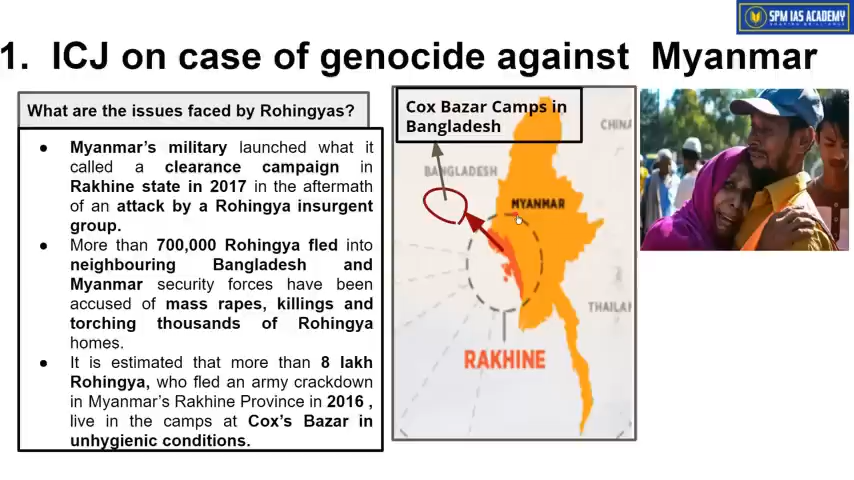 SPM IAS ACADEMY
1. ICJ on case of genocide against Myanmar
What are the issues faced by Rohingyas?
● Myanmar's military launched what it
called a clearance campaign in
Rakhine state in 2017 in the aftermath
of an attack by a Rohingya insurgent
group.
● More than 700,000 Rohingya fled into
neighbouring Bangladesh and
Myanmar security forces have been
accused of mass rapes, killings and
torching thousands of Rohingya
homes.
● It is estimated that more than 8 lakh
Rohingya, who fled an army crackdown
in Myanmar's Rakhine Province in 2016 ,
live in the camps at Cox's Bazar in
unhygienic conditions.
Cox Bazar Camps in
Bangladesh
CHINA
BANGLADESH
MYANMAR
THAILA
RAKHINE